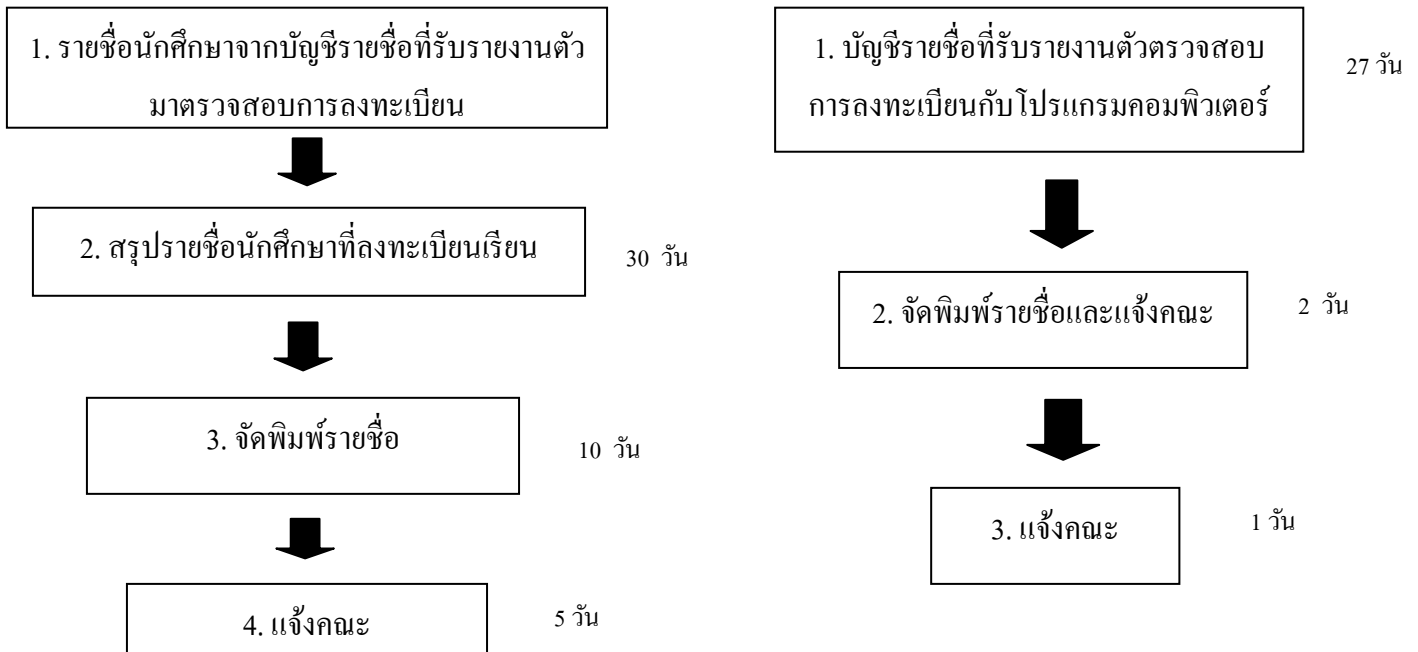 1. รายชื่อนักศึกษาจากบัญชีรายชื่อที่รับรายงานตัว
มาตรวจสอบการลงทะเบียน
2. สรุปรายชื่อนักศึกษาที่ลงทะเบียนเรียน
30 วัน
3. จัดพิมพ์รายชื่อ
10 วัน
4. แจ้งคณะ
5 วัน
1. บัญชีรายชื่อที่รับรายงานตัวตรวจสอบ
การลงทะเบียนกับโปรแกรมคอมพิวเตอร์
27 วัน
2. จัดพิมพ์รายชื่อและแจ้งคณะ
2 วัน
3. แจ้งคณะ
1 วัน